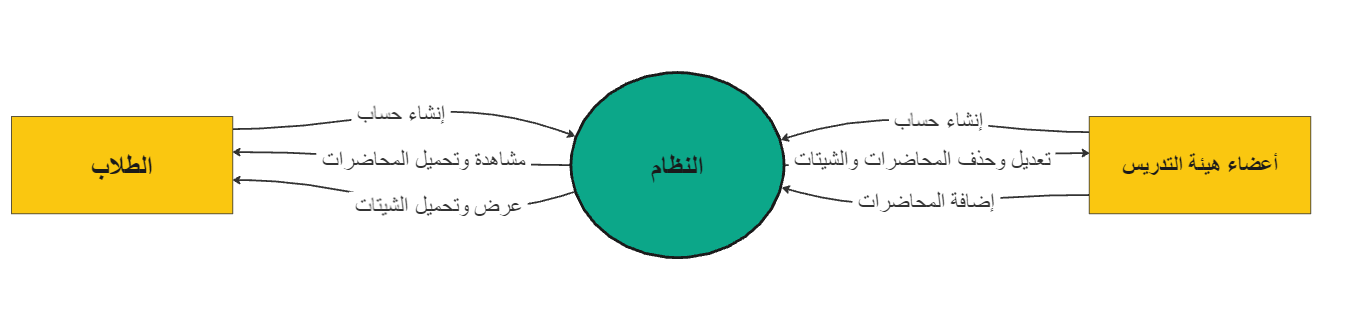 إنشاء حساب
إنشاء حساب
أعضاء هيئة التدريس
تعديل وحذف المحاضرات والشيتات
النظام
مشاهدة وتحميل المحاضرات
الطلاب
إضافة المحاضرات
عرض وتحميل الشيتات